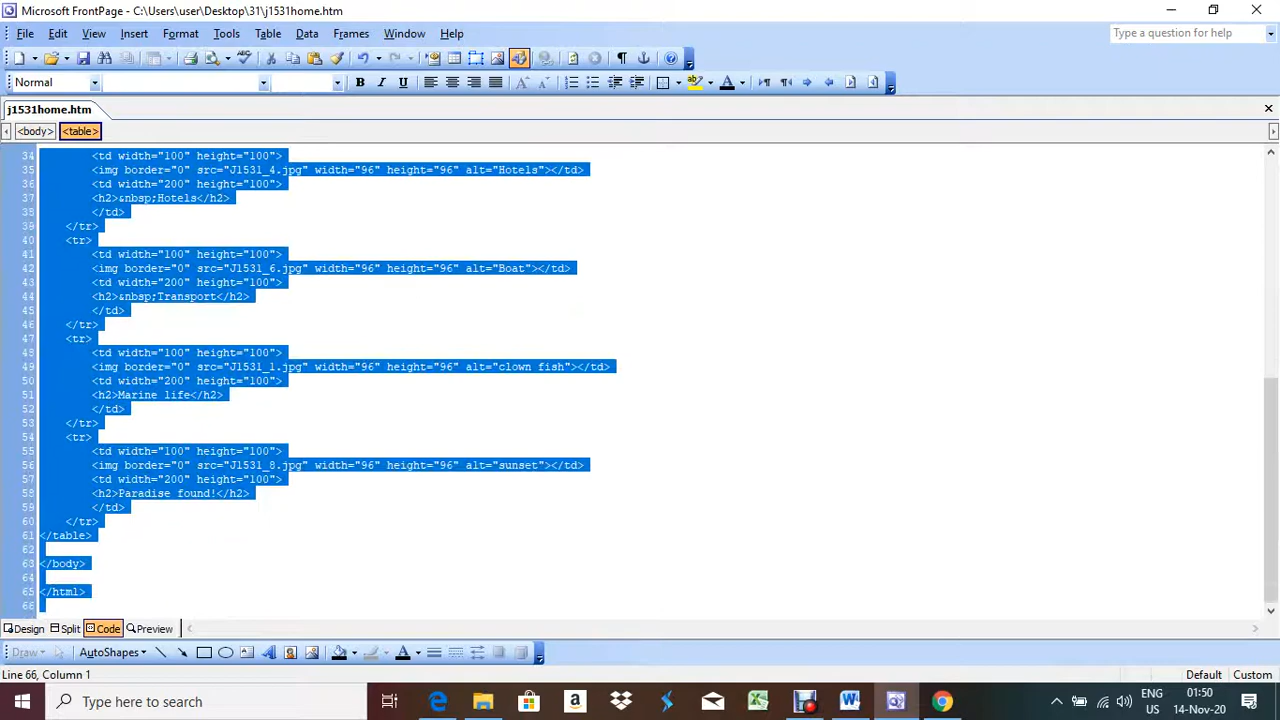 Microsoft FrontPage - C:\Users\user\Desktop\31\j1531home.htm
File Edit View Insert Format Tools Table Data Frames Window Help
Type a question for help
Normal
j1531home.htm
<body> <table>
34 <td width="100" height="100">
35 <img border="0" src="J1531_4.jpg" width="96" height="96" alt="Hotels"></td>
36 <td width="200" height="100">
37 <h2>&nbsp;Hotels</h2>
38 </td>
39 </tr>
40 <tr>
41 <td width="100" height="100">
42 <img border="0" src="J1531_6.jpg" width="96" height="96" alt="Boat"></td>
43 <td width="200" height="100">
44 <h2>&nbsp;Transport</h2>
45 </td>
46 </tr>
47 <tr>
48 <td width="100" height="100">
49 <img border="0" src="J1531_1.jpg" width="96" height="96" alt="clown fish"></td>
50 <td width="200" height="100">
51 <h2>Marine life</h2>
52 </td>
53 </tr>
54 <tr>
55 <td width="100" height="100">
56 <img border="0" src="J1531_8.jpg" width="96" height="96" alt="sunset"></td>
57 <td width="200" height="100">
58 <h2>Paradise found!</h2>
59 </td>
60 </tr>
61 </table>
62
63 </body>
64
65 </html>
66
Design Split Code Preview
Draw AutoShapes
Line 66, Column 1 Default Custom
Type here to search
ENG 01:50
US 14-Nov-20